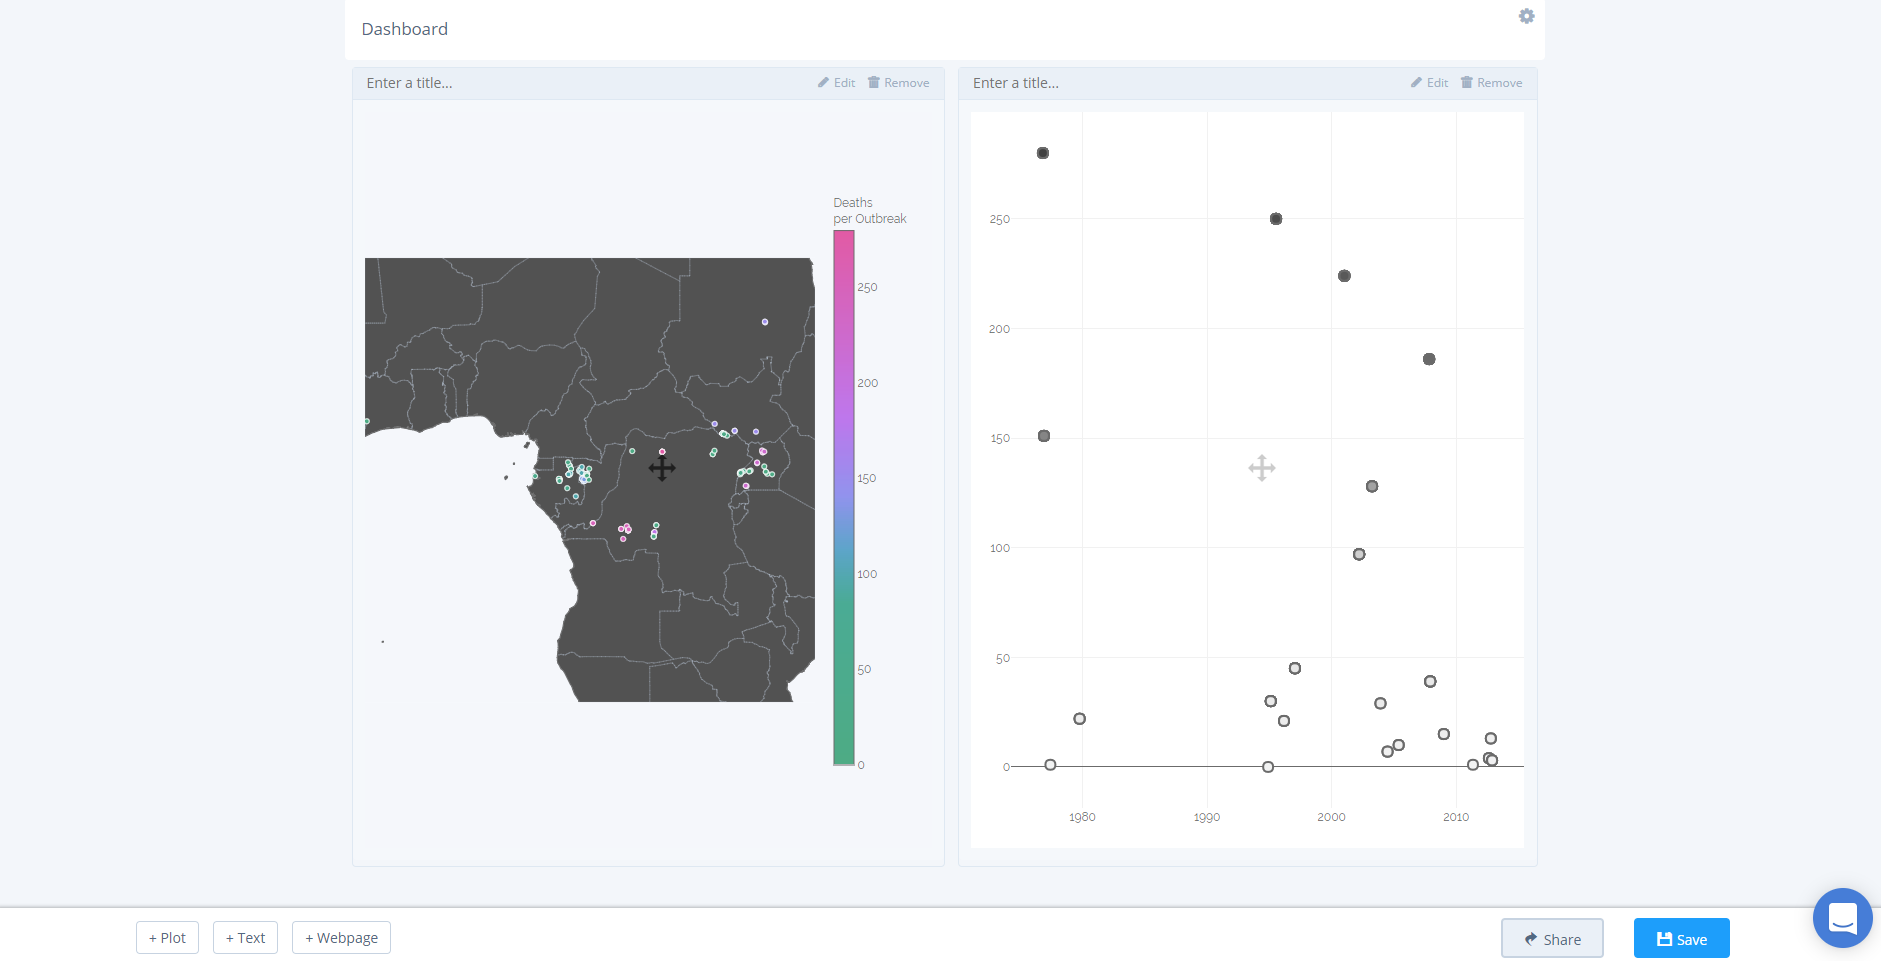 Dashboard
Enter a title...
Edit
Remove
Deaths
per Outbreak
250
200
150
100
50
0
Enter a title...
Edit
Remove
250
200
150
100
50
0
1980
1990
2000
2010
+ Plot
+ Text
+ Webpage
Share
Save